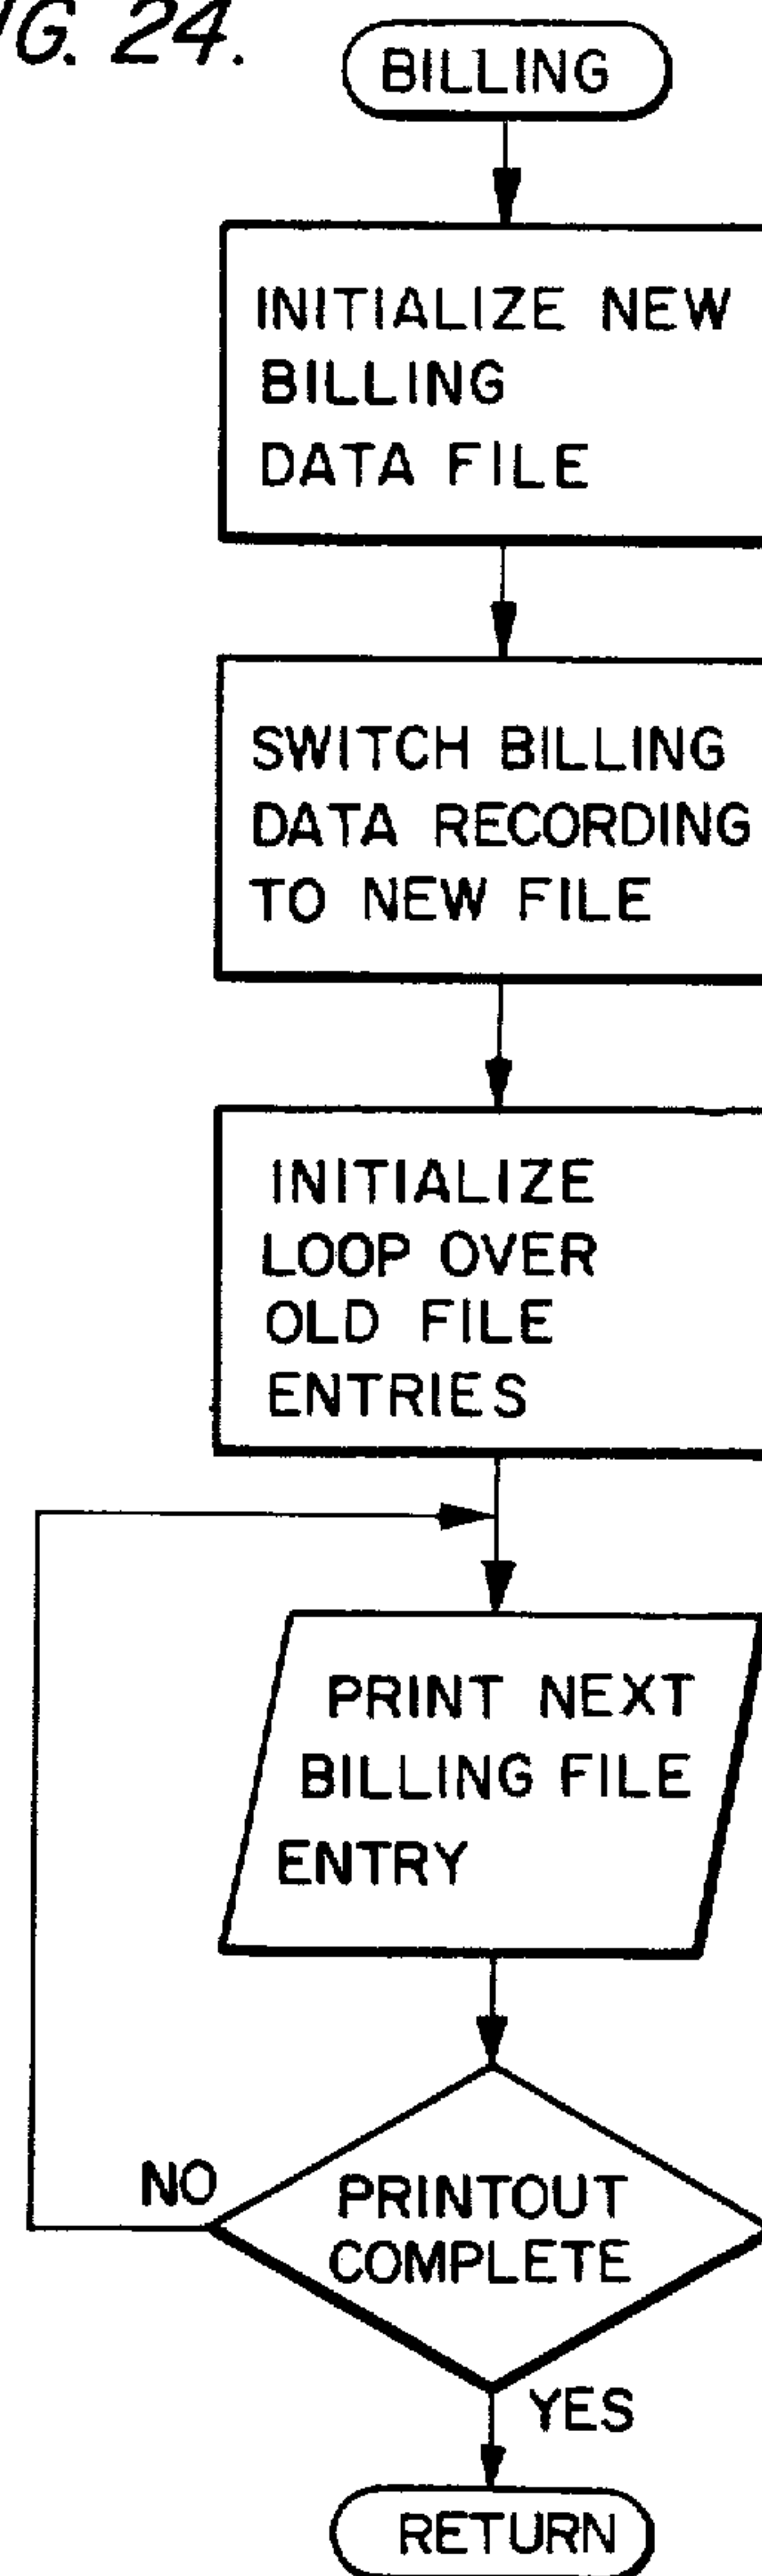 G. 24.
BILLING
INITIALIZE NEW
BILLING
DATA FILE
SWITCH BILLING
DATA RECORDING
TO NEW FILE
INITIALIZE
LOOP OVER
OLD FILE
ENTRIES
PRINT NEXT
BILLING FILE
ENTRY
NO
PRINTOUT
COMPLETE
YES
RETURN